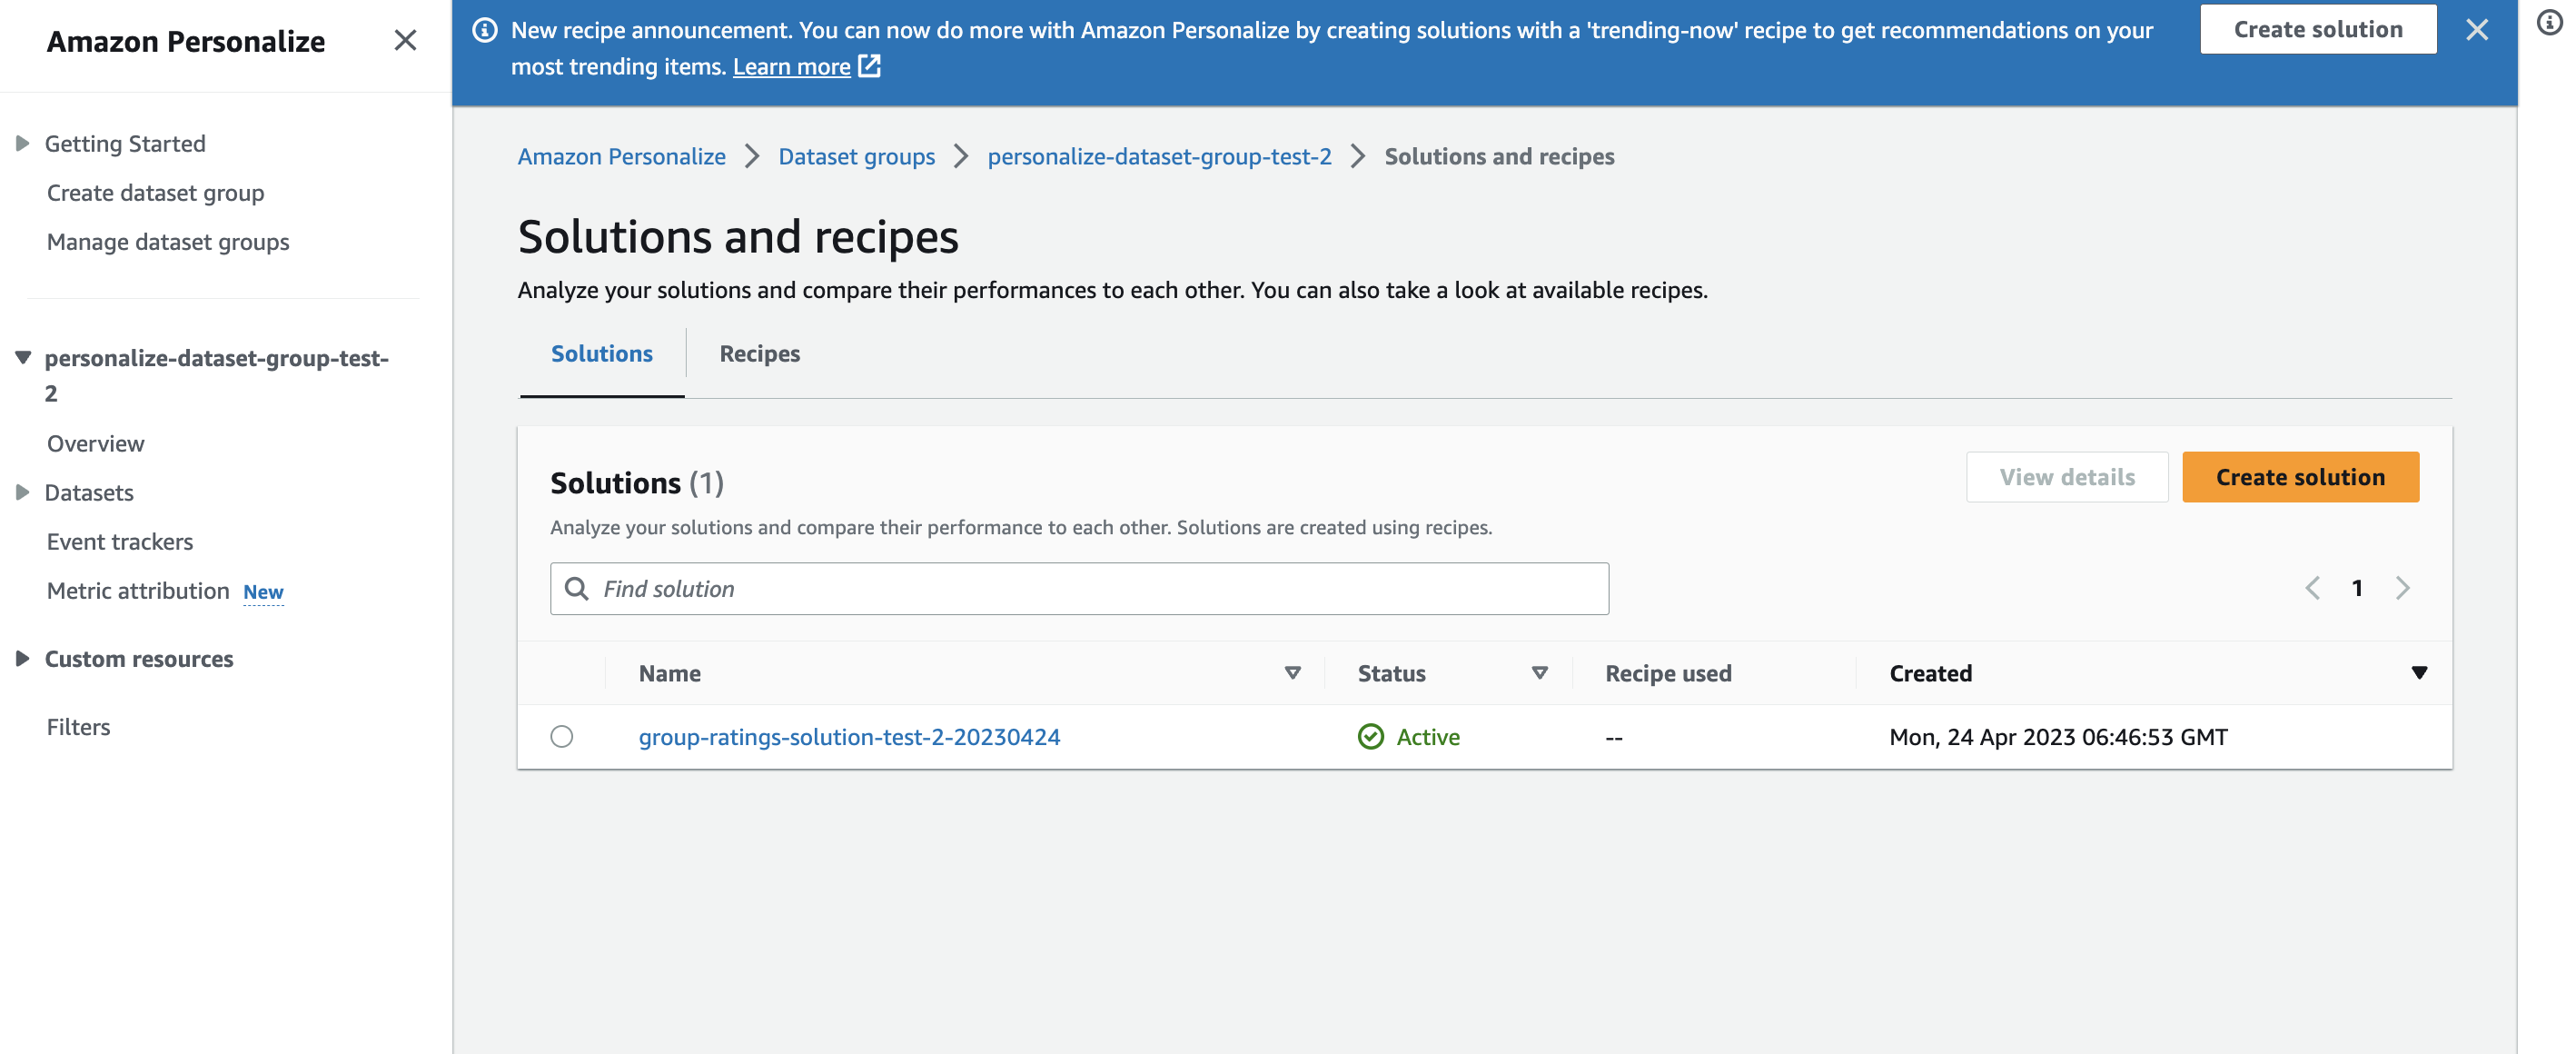 Amazon Personalize
Getting Started
Create dataset group
Manage dataset groups
personalize-dataset-group-test-
2
Overview
Datasets
Event trackers
Metric attribution New
Custom resources
Filters
New recipe announcement. You can now do more with Amazon Personalize by creating solutions with a 'trending-now' recipe to get recommendations on your
most trending items. Learn more
Create solution
Amazon Personalize > Dataset groups > personalize-dataset-group-test-2 > Solutions and recipes
Solutions and recipes
Analyze your solutions and compare their performances to each other. You can also take a look at available recipes.
Solutions Recipes
Solutions (1)
View details Create solution
Analyze your solutions and compare their performance to each other. Solutions are created using recipes.
Find solution
1
Name Status Recipe used Created
group-ratings-solution-test-2-20230424 Active -- Mon, 24 Apr 2023 06:46:53 GMT